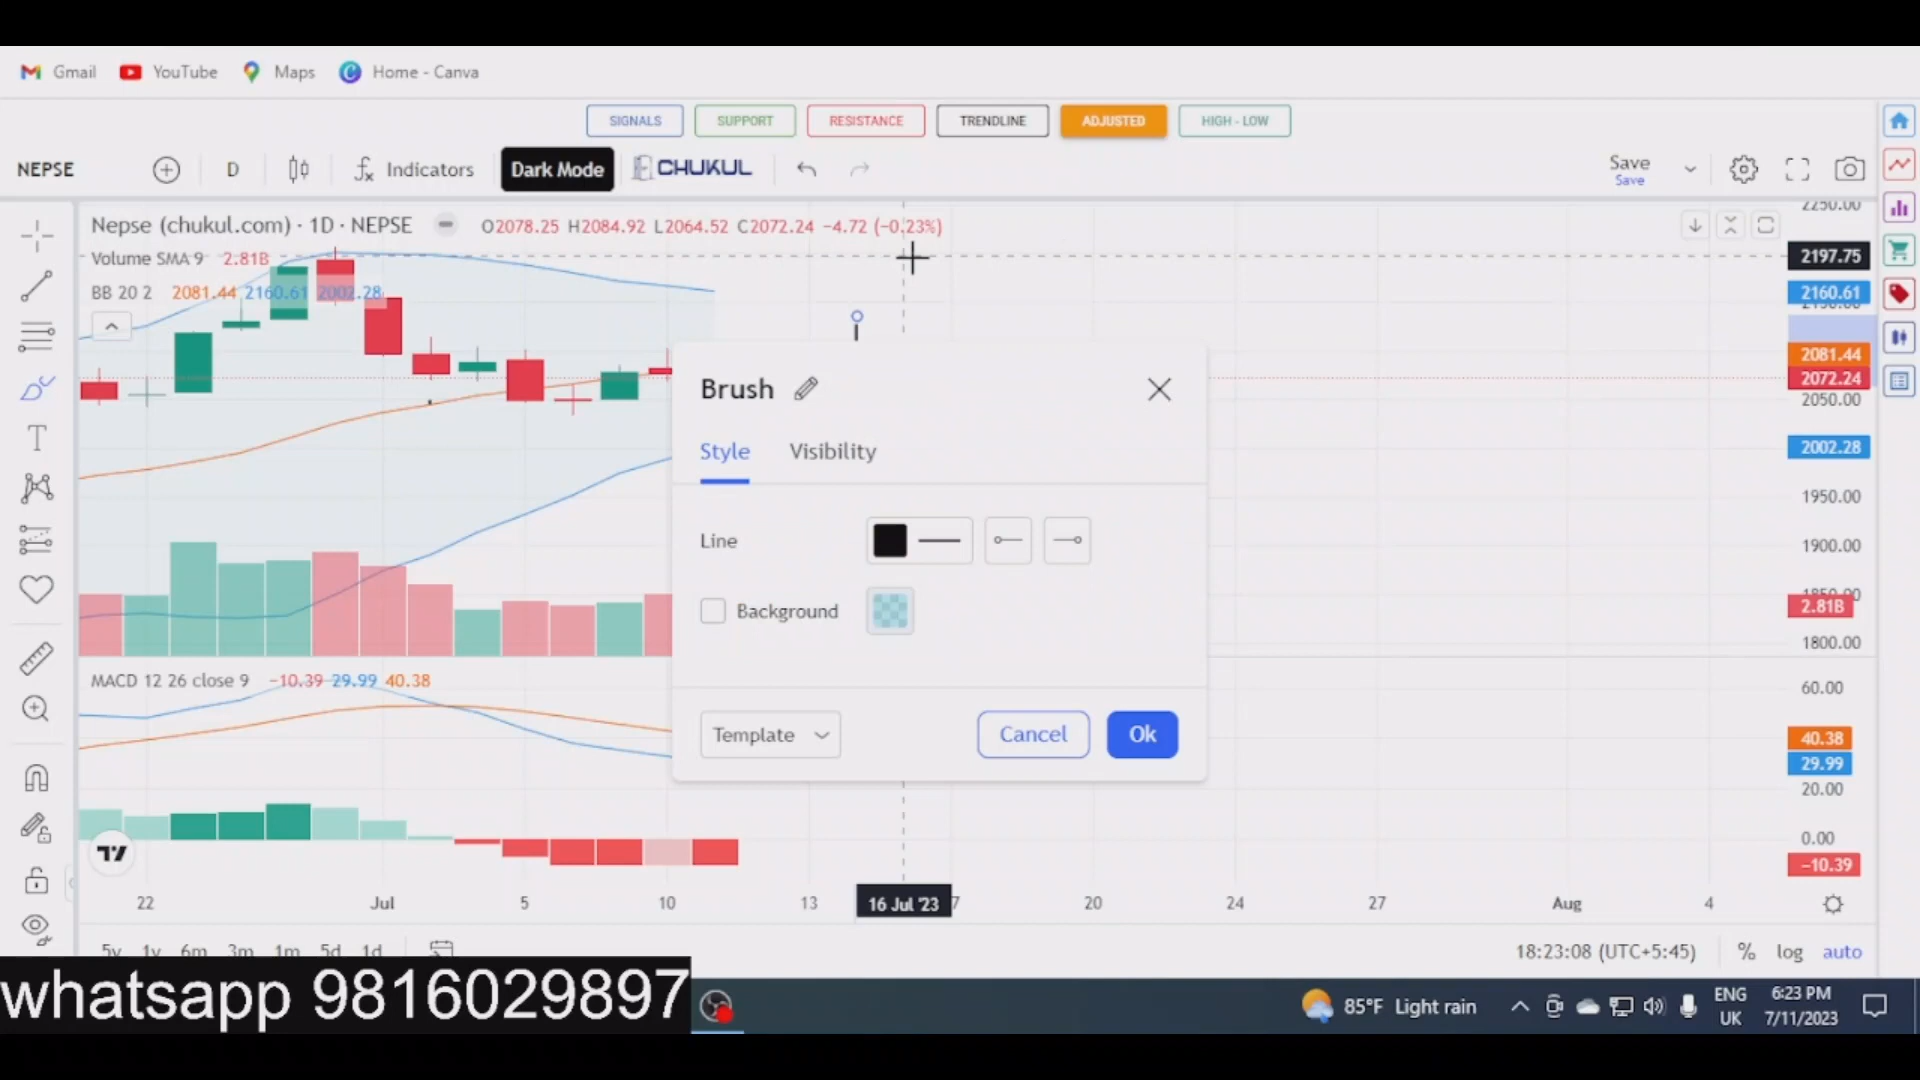 Gmail YouTube Maps Home - Canva
SIGNALS SUPPORT RESISTANCE TRENDLINE ADJUSTED HIGH - LOW
NEPSE D Indicators Dark Mode CHUKUL Save
Save
Nepse (chukul.com) · 1D · NEPSE O2078.25 H2084.92 L2064.52 C2072.24 −4.72 (−0.23%)
2250.00
Volume SMA 9 2.81B
2197.75
BB 20 2 2081.44 2160.61 2002.28
2160.61
2081.44
2072.24
2050.00
2002.28
1950.00
1900.00
2.81B
1800.00
Brush
Style Visibility
Line
Background
Template Cancel Ok
MACD 12 26 close 9 −10.39 29.99 40.38
60.00
40.38
29.99
20.00
0.00
−10.39
22 Jul 5 10 13 16 Jul '23 7 20 24 27 Aug 4
5y 1y 6m 3m 1m 5d 1d 18:23:08 (UTC+5:45) % log auto
whatsapp 9816029897
85°F Light rain ENG
UK
6:23 PM
7/11/2023